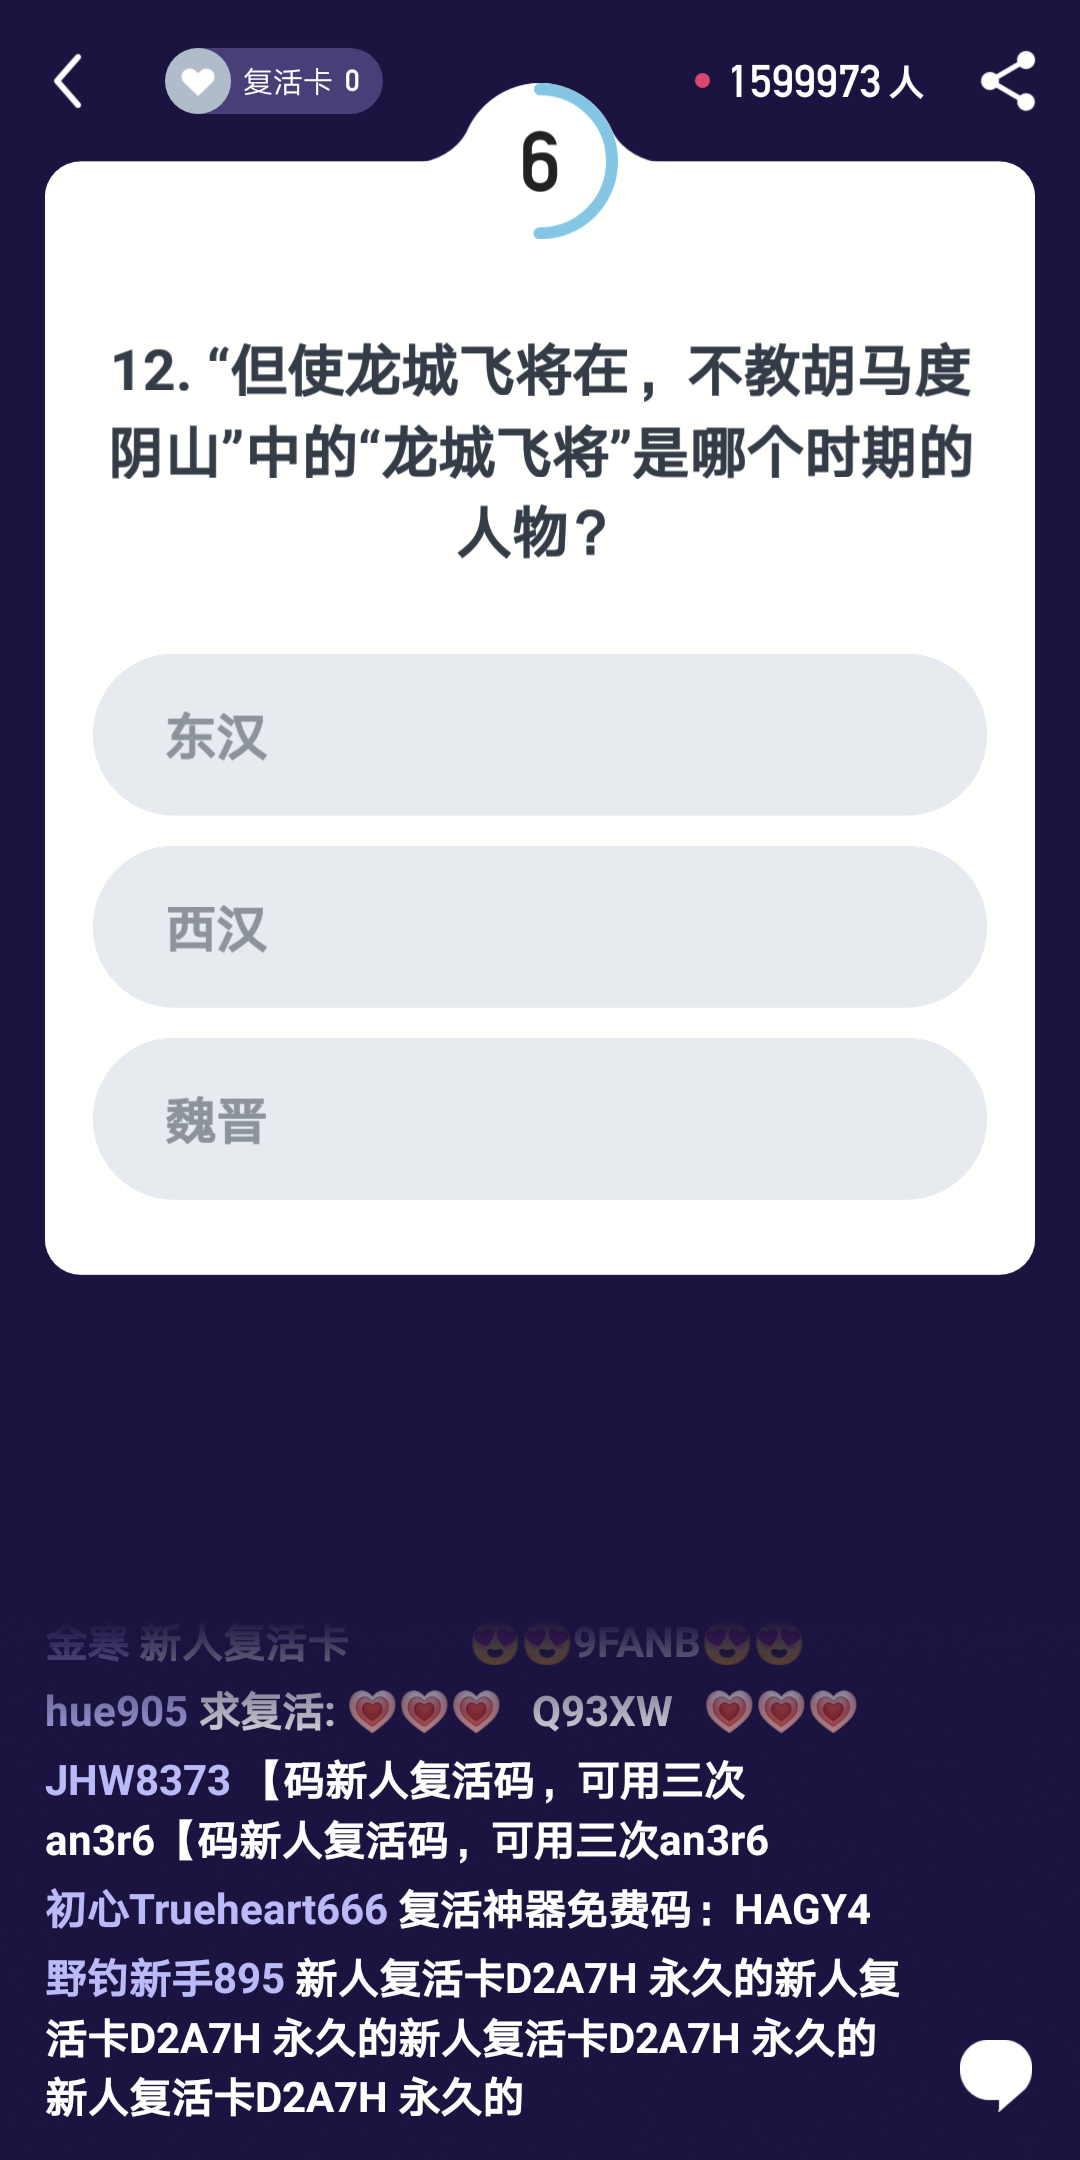 复活卡 0
1599973 人
6
12. “但使龙城飞将在，不教胡马度
阴山”中的“龙城飞将”是哪个时期的
人物？
东汉
西汉
魏晋
金寒 新人复活卡 😍😍9FANB😍😍
hue905 求复活: 💗💗💗 Q93XW 💗💗💗
JHW8373 【码新人复活码，可用三次
an3r6【码新人复活码，可用三次an3r6
初心Trueheart666 复活神器免费码：HAGY4
野钓新手895 新人复活卡D2A7H 永久的新人复
活卡D2A7H 永久的新人复活卡D2A7H 永久的
新人复活卡D2A7H 永久的